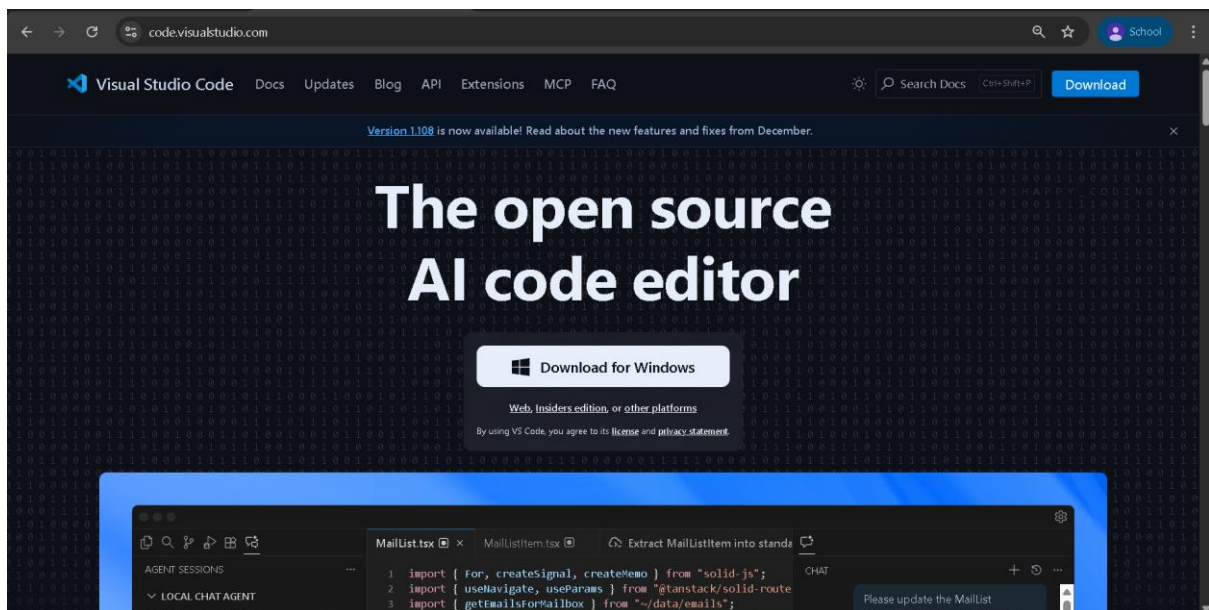 code.visualstudio.com
School
Visual Studio Code Docs Updates Blog API Extensions MCP FAQ
Search Docs Ctrl+Shift+P Download
Version 1.108 is now available! Read about the new features and fixes from December.
The open source
AI code editor
Download for Windows
Web, Insiders edition, or other platforms
By using VS Code, you agree to its license and privacy statement.
MailList.tsx MailListItem.tsx Extract MailListItem into standa
AGENT SESSIONS
CHAT
LOCAL CHAT AGENT
1 import { For, createSignal, createMemo } from "solid-js";
2 import { useNavigate, useParams } from "@tanstack/solid-route
3 import { getEmailsForMailbox } from "~/data/emails";
Please update the MailList